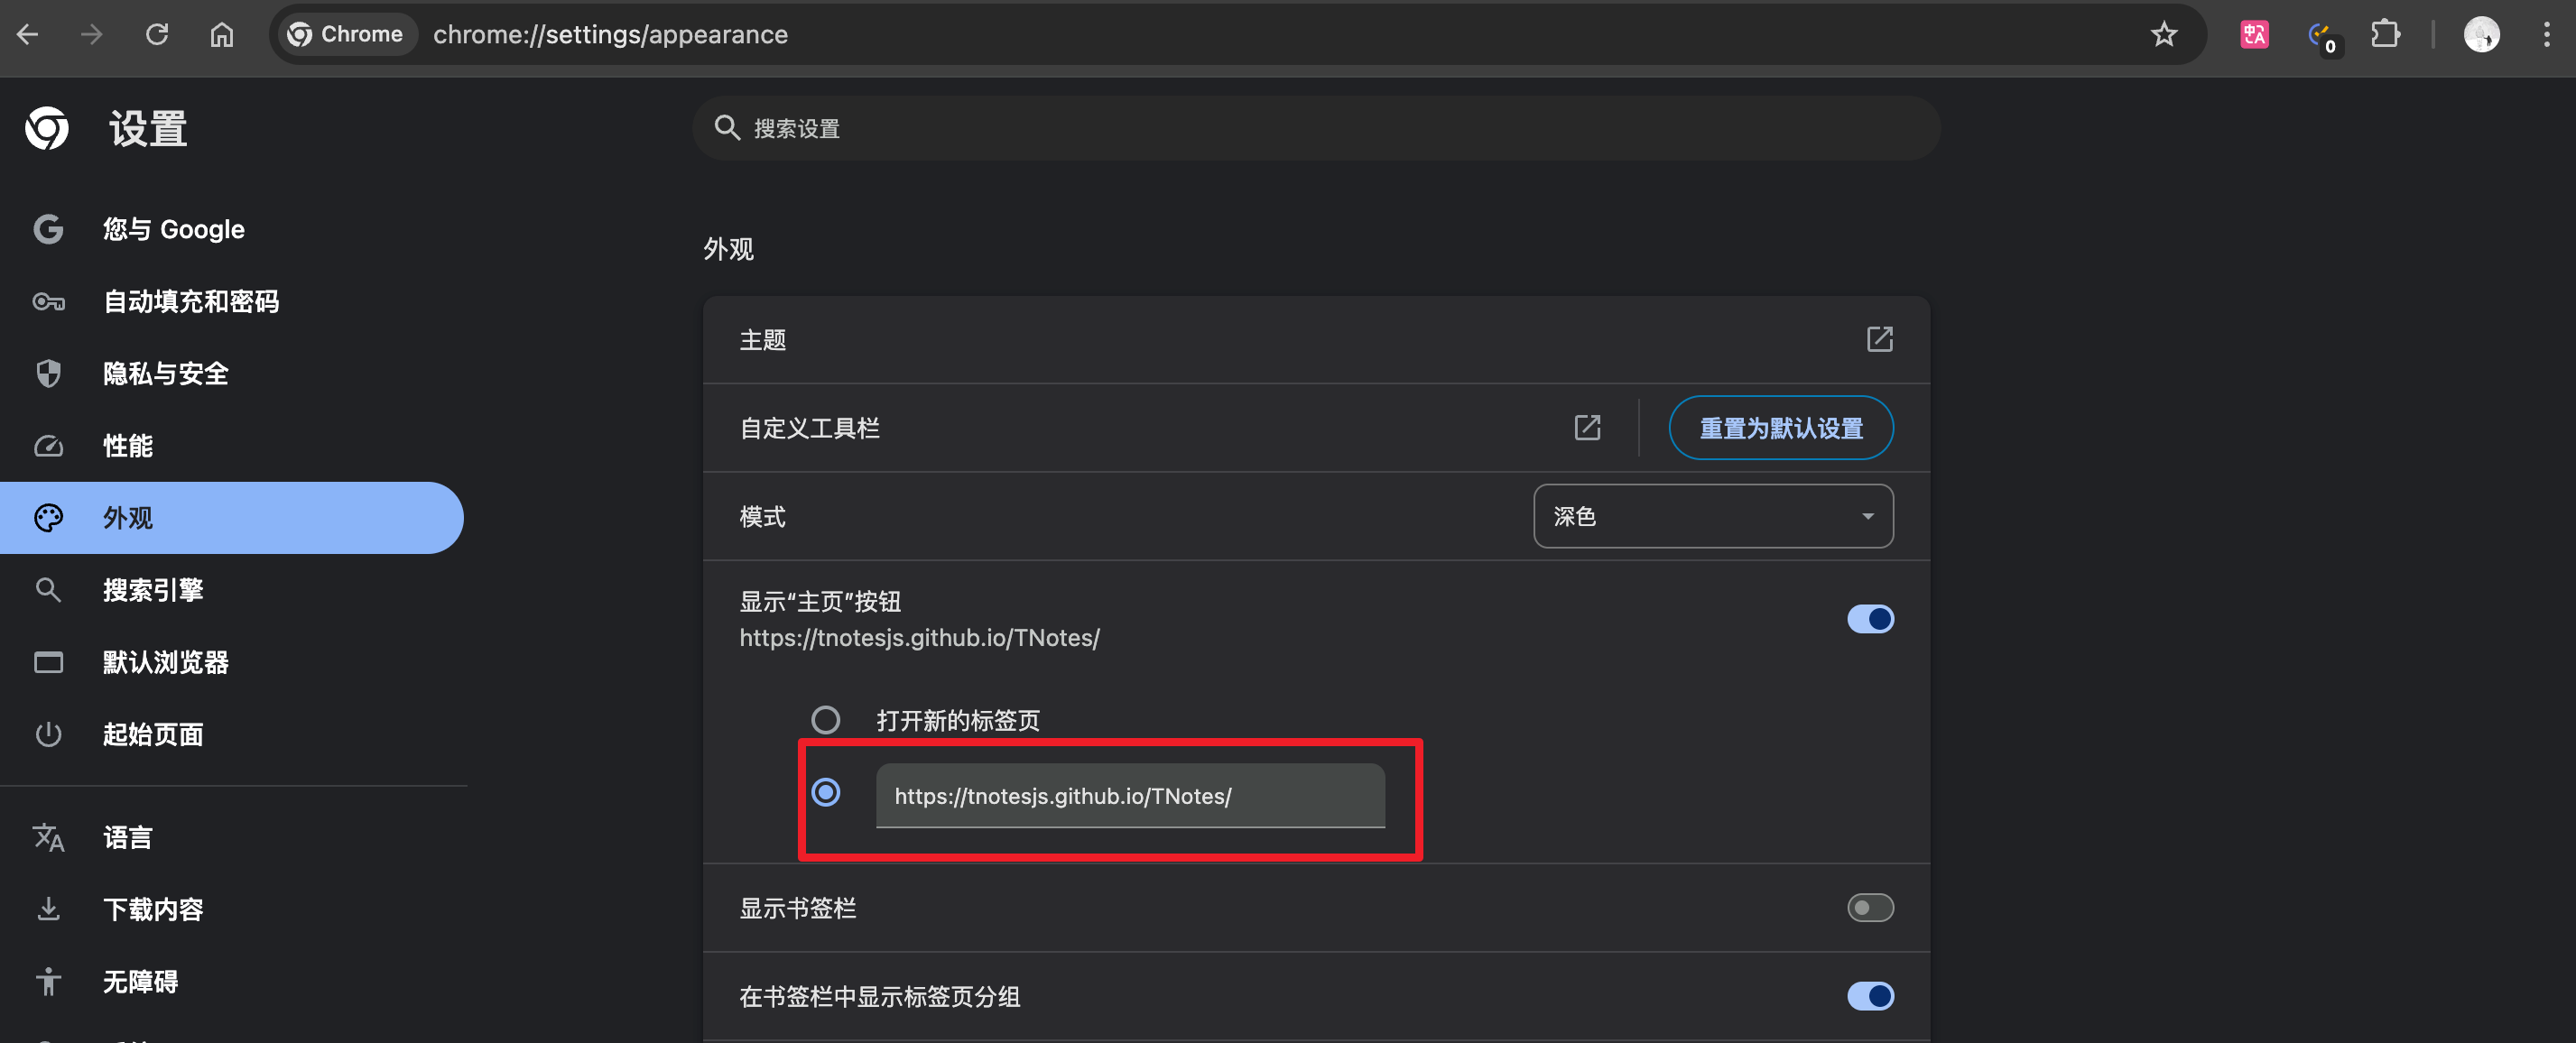 Chrome
chrome://settings/appearance
0
设置
搜索设置
您与 Google
自动填充和密码
隐私与安全
性能
外观
搜索引擎
默认浏览器
起始页面
语言
下载内容
无障碍
外观
主题
自定义工具栏
重置为默认设置
模式
深色
显示“主页”按钮
https://tnotesjs.github.io/TNotes/
打开新的标签页
https://tnotesjs.github.io/TNotes/
显示书签栏
在书签栏中显示标签页分组